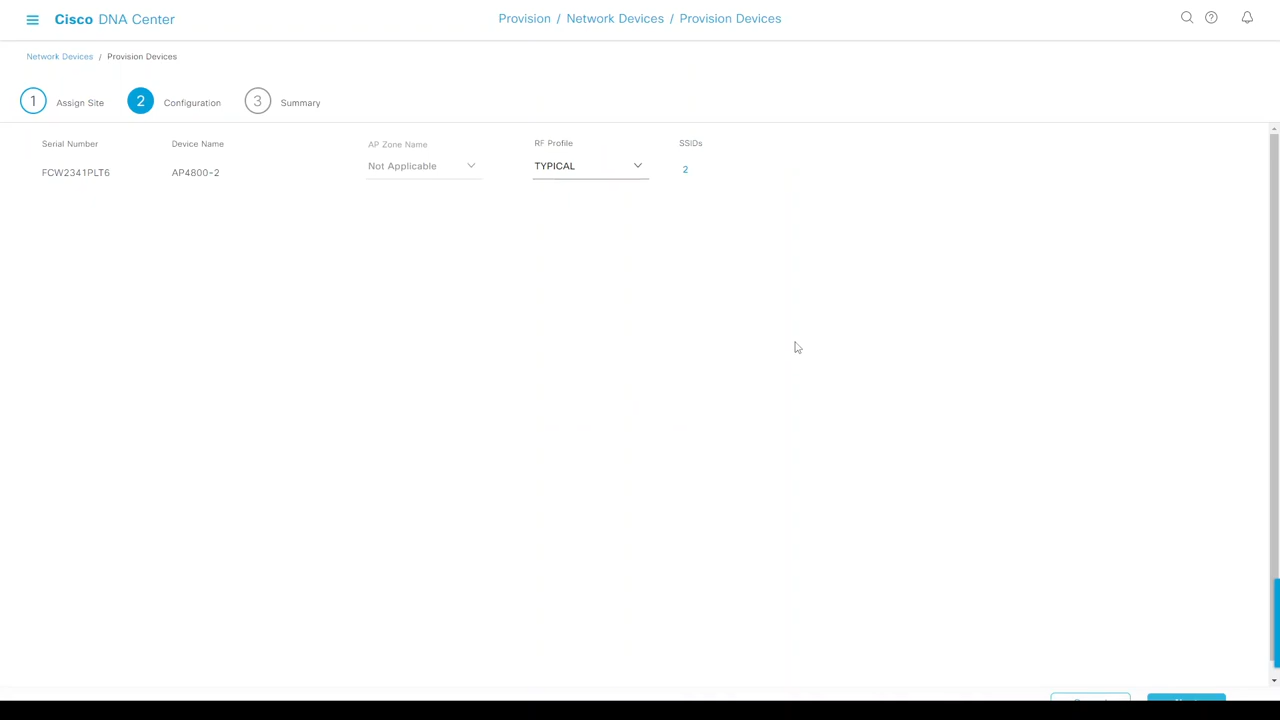 Cisco DNA Center
Provision / Network Devices / Provision Devices
Network Devices / Provision Devices
1 Assign Site 2 Configuration 3 Summary
Serial Number Device Name AP Zone Name RF Profile SSIDs
FCW2341PLT6 AP4800-2 Not Applicable TYPICAL 2